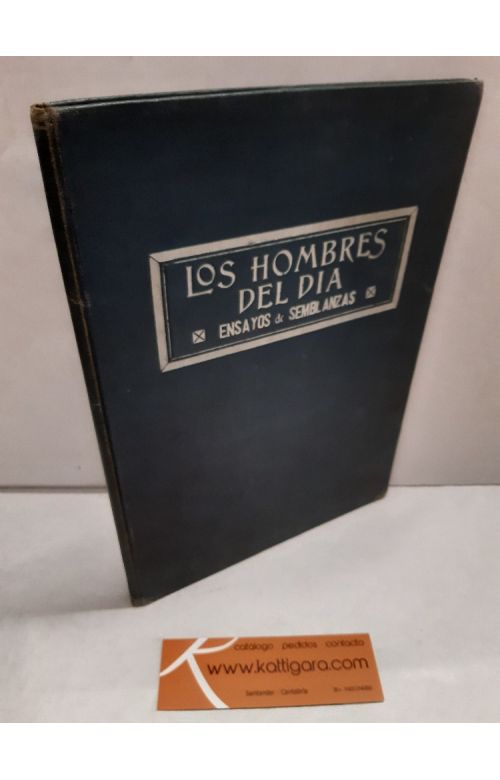 LOS HOMBRES
DEL DIA
ENSAYOS de SEMBLANZAS
catálogo pedidos contacto
www.kattigara.com
Santander Cantabria